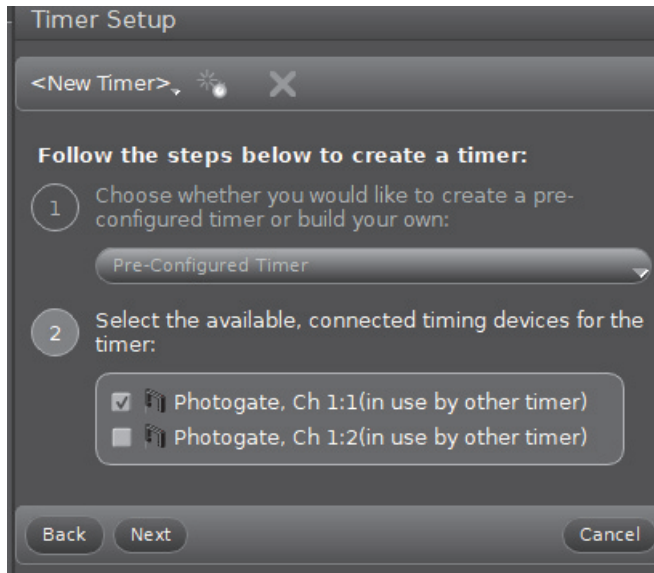 Timer Setup
<New Timer>
Follow the steps below to create a timer:
1
Choose whether you would like to create a pre-
configured timer or build your own:
Pre-Configured Timer
2
Select the available, connected timing devices for the
timer:
Photogate, Ch 1:1(in use by other timer)
Photogate, Ch 1:2(in use by other timer)
Back Next Cancel